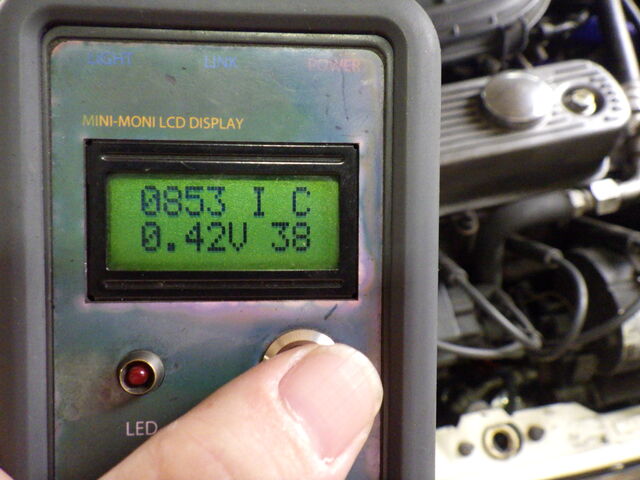 LIGHT LINK POWER
MINI-MONI LCD DISPLAY
0853 I C
0.42V 38
LED